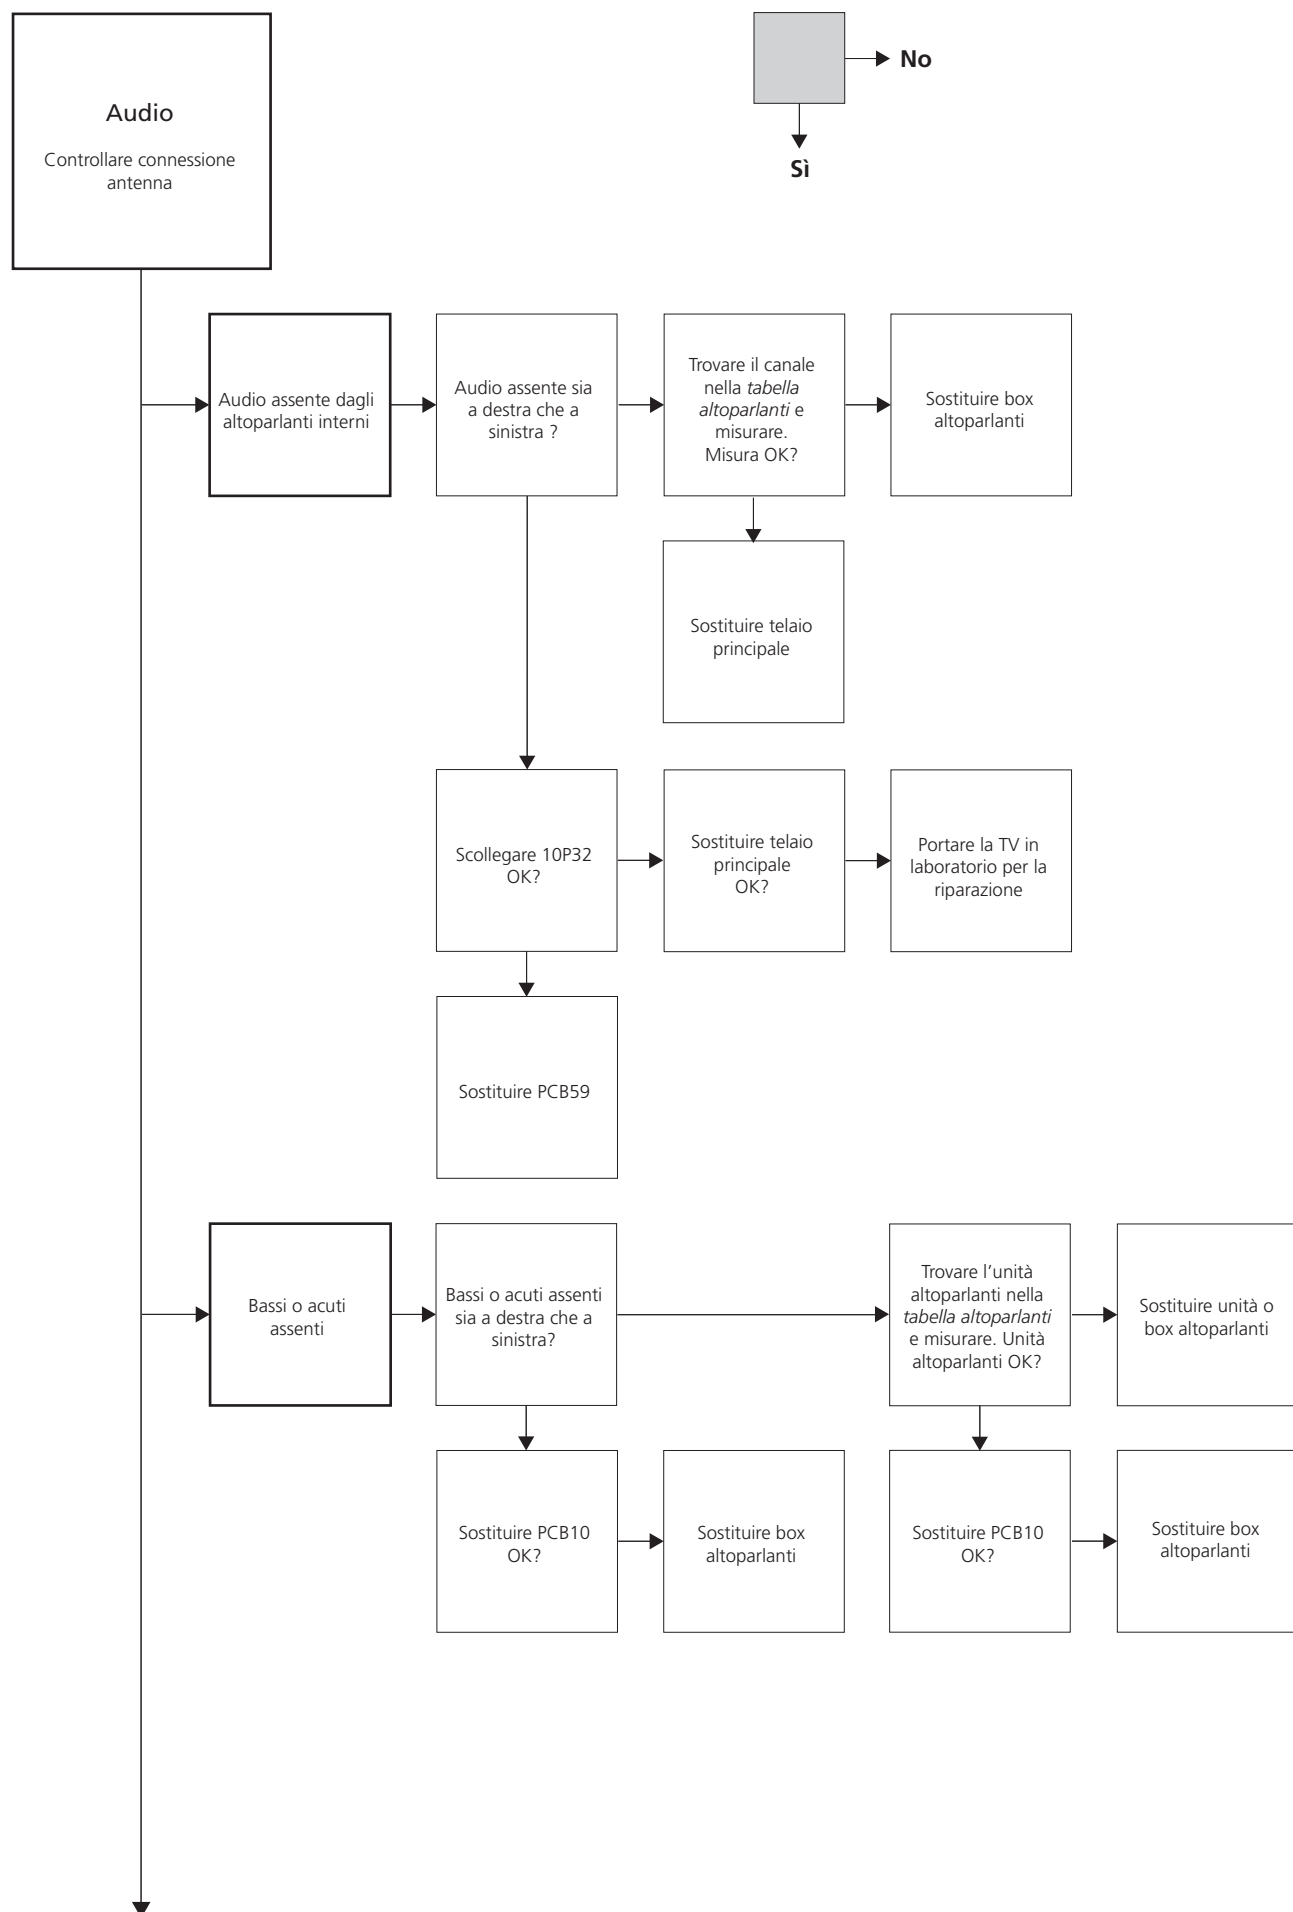 Audio
Controllare connessione
antenna
No
Sì
Audio assente dagli
altoparlanti interni
Audio assente sia
a destra che a
sinistra ?
Trovare il canale
nella tabella
altoparlanti e
misurare.
Misura OK?
Sostituire box
altoparlanti
Sostituire telaio
principale
Scollegare 10P32
OK?
Sostituire telaio
principale
OK?
Portare la TV in
laboratorio per la
riparazione
Sostituire PCB59
Bassi o acuti
assenti
Bassi o acuti assenti
sia a destra che a
sinistra?
Trovare l'unità
altoparlanti nella
tabella altoparlanti
e misurare. Unità
altoparlanti OK?
Sostituire unità o
box altoparlanti
Sostituire PCB10
OK?
Sostituire box
altoparlanti
Sostituire PCB10
OK?
Sostituire box
altoparlanti